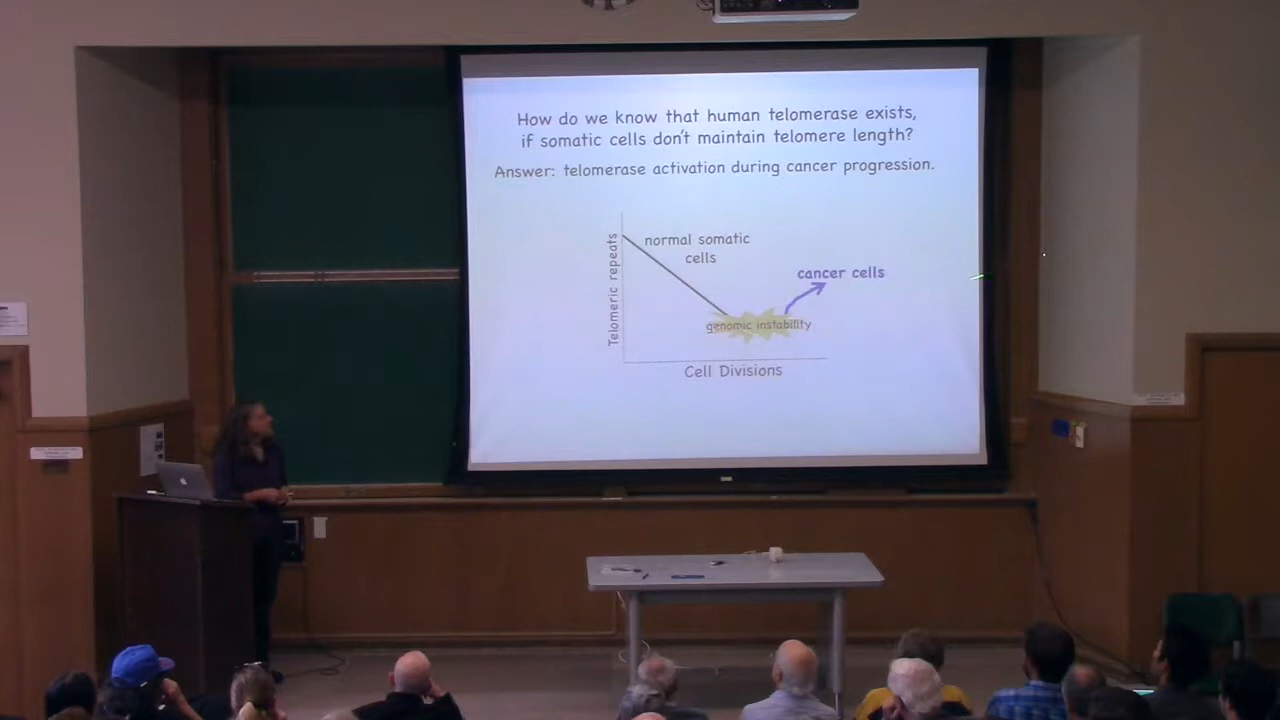 How do we know that human telomerase exists,
if somatic cells don't maintain telomere length?
Answer: telomerase activation during cancer progression.
Telomeric repeats
normal somatic
cells
cancer cells
genomic instability
Cell Divisions